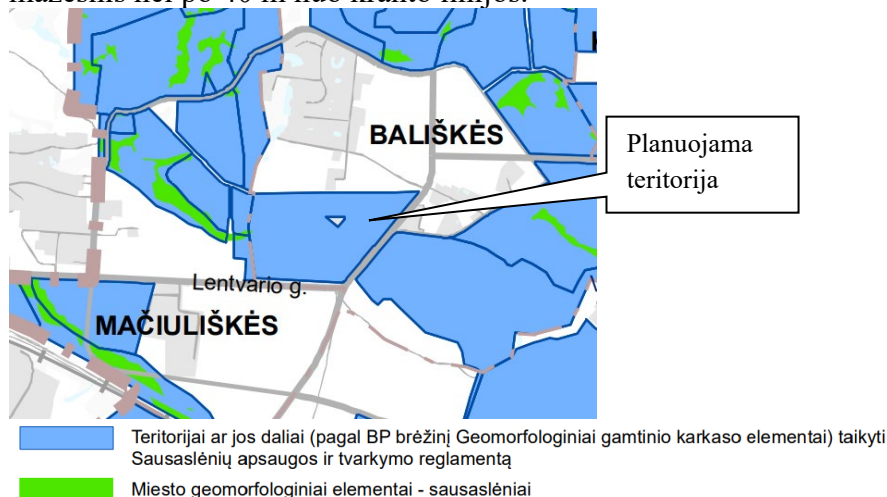 mažesnis nei po 40 m nuo kranto linijos.
BALIŠKĖS
Planuojama
teritorija
Lentvario g.
MAČIULIŠKĖS
Teritorijai ar jos daliai (pagal BP brėžinį Geomorfologiniai gamtinio karkaso elementai) taikyti
Sausaslėnių apsaugos ir tvarkymo reglamentą
Miesto geomorfologiniai elementai - sausaslėniai